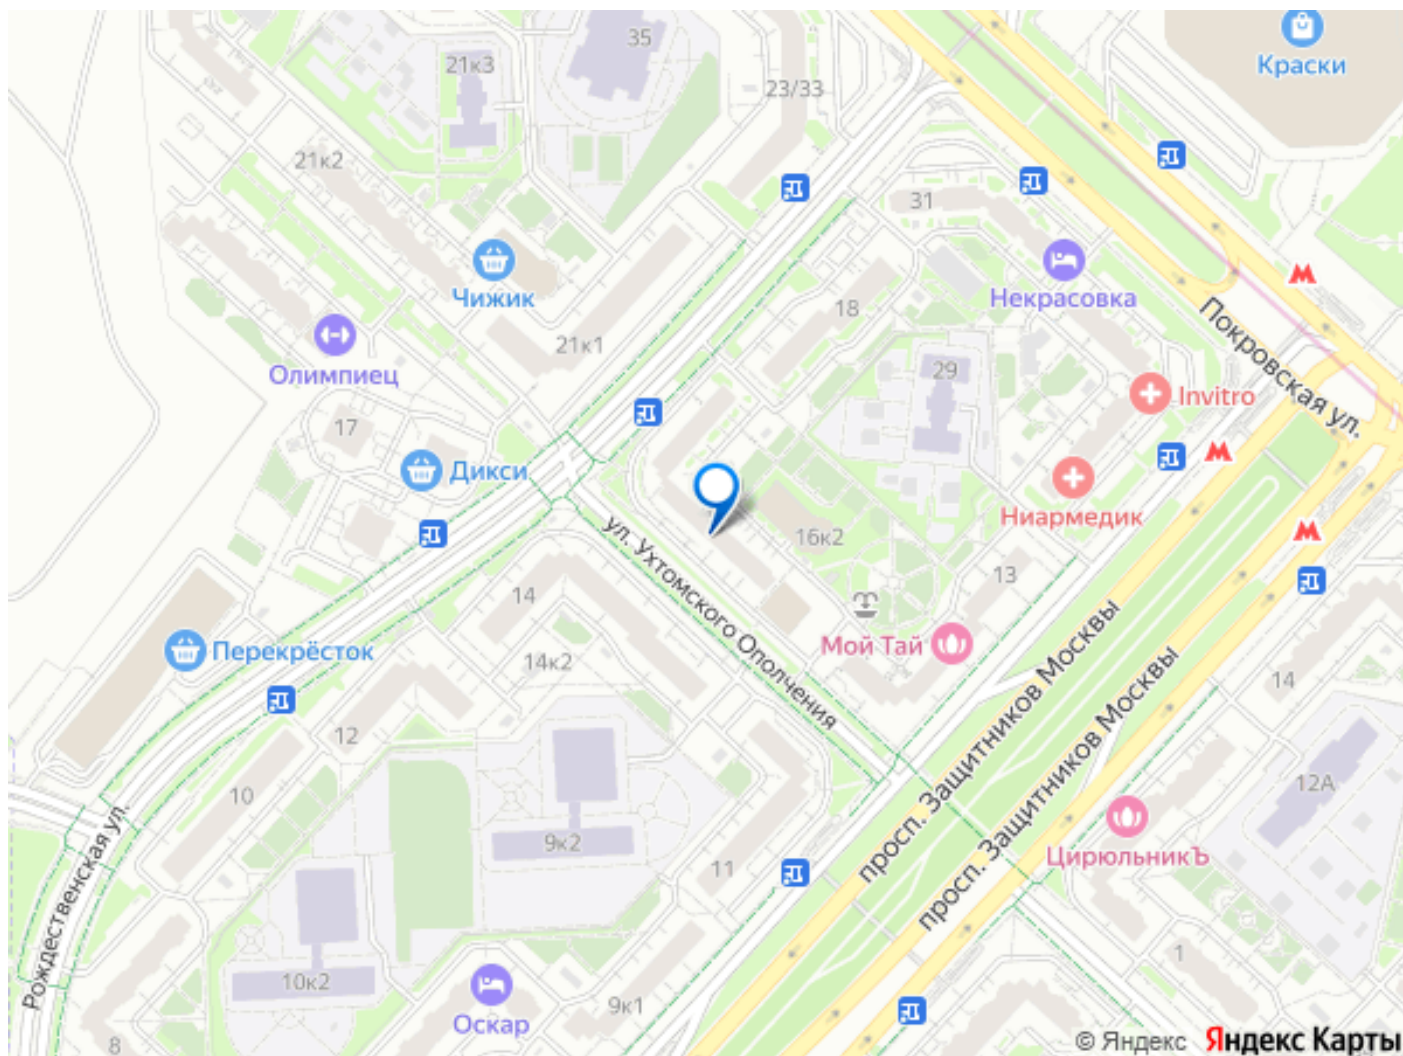 35
21к3
Краски
23/33
21к2
31
Чижик
Некрасовка
18
Покровская ул.
21к1
Олимпиец
29
Invitro
17
Дикси
Ниармедик
16к2
ул. Ухтомского Ополчения
13
14
Перекрёсток
Мой Тай
14к2
просп. Защитников Москвы
просп. Защитников Москвы
14
12
12А
10
9к2
11
ЦирюльникЪ
Рождественская ул.
1
10к2
9к1
Оскар
8
© Яндекс Яндекс Карты